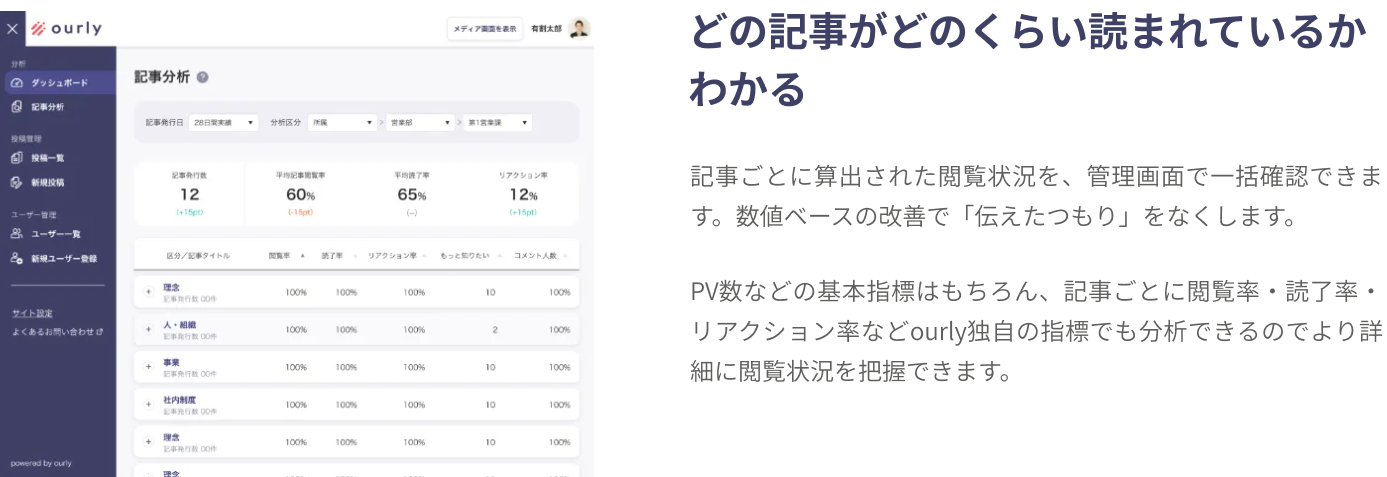 ourly
メディア画面を表示
有割太郎
分析
ダッシュボード
記事分析
投稿管理
投稿一覧
新規投稿
ユーザー管理
ユーザー一覧
新規ユーザー登録
サイト設定
よくあるお問い合わせ
powered by ourly
記事分析 ?
記事発行日 28日間実績 ▼ 分析区分 所属 ▼ > 営業部 ▼ > 第1営業課 ▼
記事発行数 平均記事閲覧率 平均読了率 リアクション率
12 60% 65% 12%
(+15pt) (-15pt) (--) (+15pt)
区分/記事タイトル 閲覧率 読了率 リアクション率 もっと知りたい コメント人数
+ 理念 100% 100% 100% 10 100%
記事発行数 00件
+ 人・組織 100% 100% 100% 2 100%
記事発行数 00件
+ 事業 100% 100% 100% 10 100%
記事発行数 00件
+ 社内制度 100% 100% 100% 10 100%
記事発行数 00件
+ 理念 100% 100% 100% 10 100%
記事発行数 00件
理念
どの記事がどのくらい読まれているか
わかる
記事ごとに算出された閲覧状況を、管理画面で一括確認できま
す。数値ベースの改善で「伝えたつもり」をなくします。
PV数などの基本指標はもちろん、記事ごとに閲覧率・読了率・
リアクション率などourly独自の指標でも分析できるのでより詳
細に閲覧状況を把握できます。